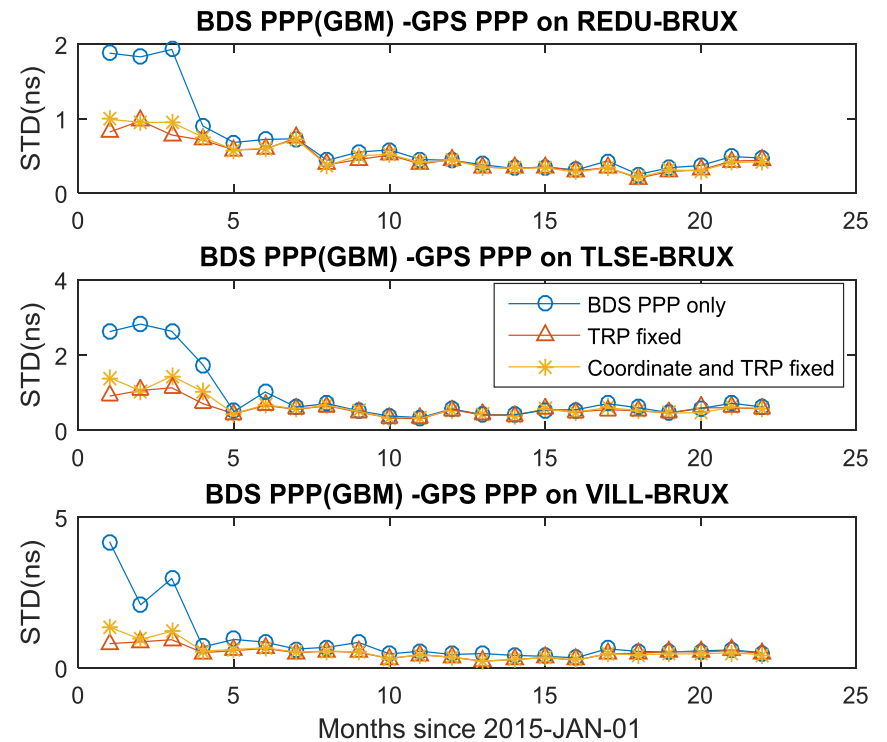 BDS PPP(GBM) -GPS PPP on REDU-BRUX
STD(ns)
2
1
0
0 5 10 15 20 25
BDS PPP(GBM) -GPS PPP on TLSE-BRUX
STD(ns)
4
2
0
BDS PPP only
TRP fixed
Coordinate and TRP fixed
0 5 10 15 20 25
BDS PPP(GBM) -GPS PPP on VILL-BRUX
STD(ns)
5
0
0 5 10 15 20 25
Months since 2015-JAN-01